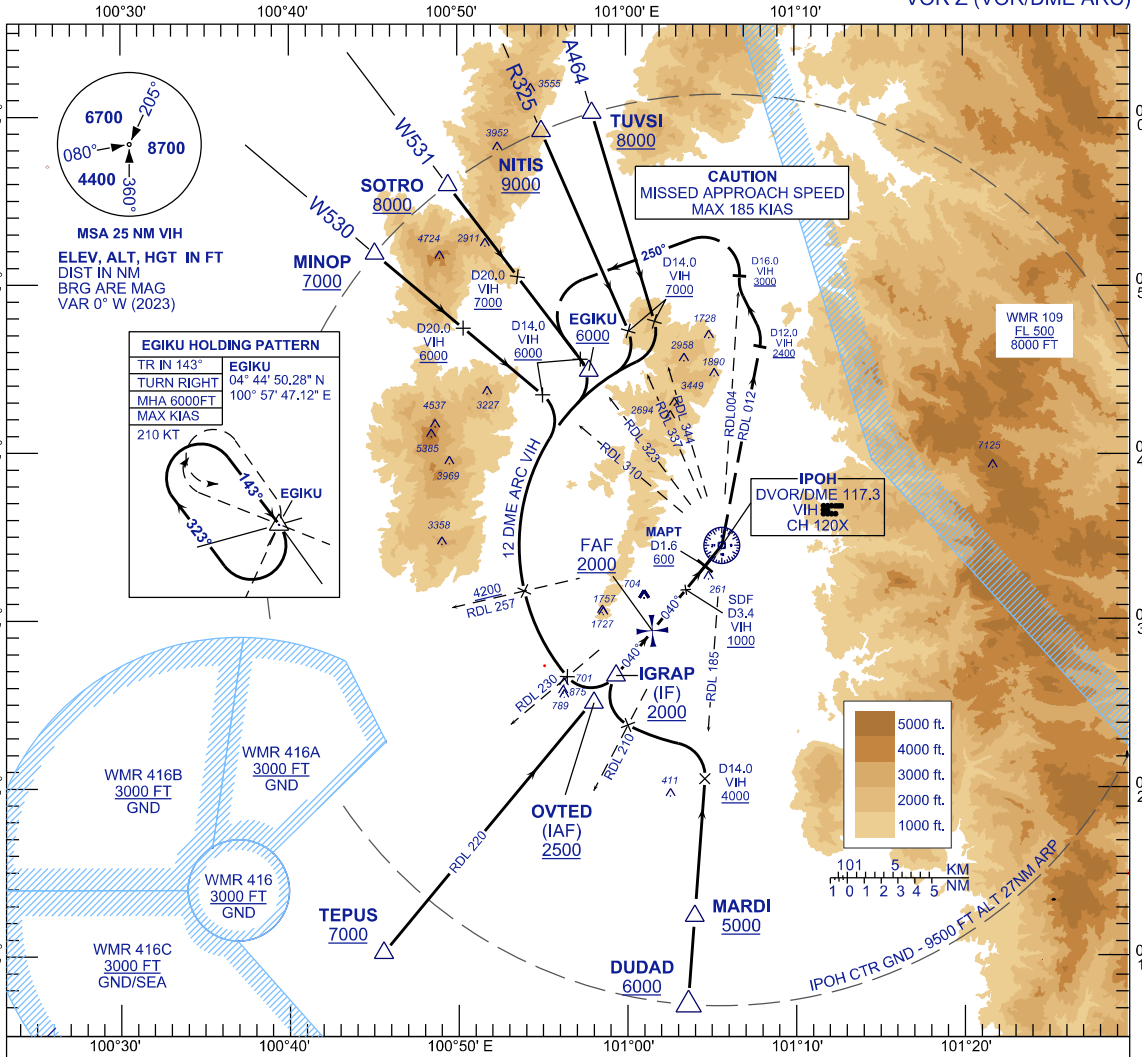 VOR Z (VOR/DME ARC)
100°30'
100°40'
100°50' E
101°00' E
101°10'
101°20'
6700
205°
080°
8700
4400
360°
MSA 25 NM VIH
ELEV, ALT, HGT IN FT
DIST IN NM
BRG ARE MAG
VAR 0° W (2023)
W530
W531
R325
A464
3555
3952
TUVSI
8000
NITIS
9000
SOTRO
8000
MINOP
7000
4724
2911
CAUTION
MISSED APPROACH SPEED
MAX 185 KIAS
250°
D14.0
VIH
7000
D16.0
VIH
3000
D20.0
VIH
7000
D20.0
VIH
6000
D14.0
VIH
6000
EGIKU
6000
D12.0
VIH
2400
1728
2958
1890
3449
2694
WMR 109
FL 500
8000 FT
7125
EGIKU HOLDING PATTERN
TR IN 143°
TURN RIGHT
MHA 6000FT
MAX KIAS
210 KT
EGIKU
04° 44' 50.28" N
100° 57' 47.12" E
143°
323°
EGIKU
3227
4537
5385
3969
3358
RDL 344
RDL 337
RDL 323
RDL 310
RDL004
RDL 012
12 DME ARC VIH
IPOH
DVOR/DME 117.3
VIH
CH 120X
MAPT
D1.6
600
FAF
2000
704
261
1757
1727
040°
SDF
D3.4
VIH
1000
4200
RDL 257
RDL 185
040°
IGRAP
(IF)
2000
RDL 230
701
875
789
RDL 210
D14.0
VIH
4000
411
OVTED
(IAF)
2500
RDL 220
TEPUS
7000
MARDI
5000
DUDAD
6000
WMR 416A
3000 FT
GND
WMR 416B
3000 FT
GND
WMR 416
3000 FT
GND
WMR 416C
3000 FT
GND/SEA
5000 ft.
4000 ft.
3000 ft.
2000 ft.
1000 ft.
101 5 KM
1 0 1 2 3 4 5 NM
IPOH CTR GND - 9500 FT ALT 27NM ARP
100°30'
100°40'
100°50' E
101°00'
101°10'
101°20'